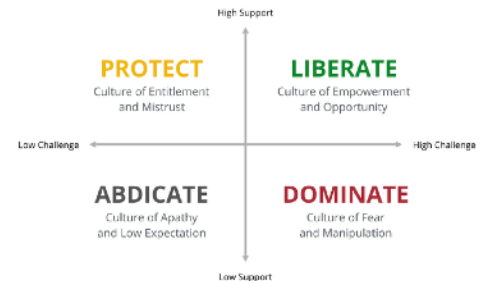 High Support
PROTECT
Culture of Entitlement
and Mistrust
LIBERATE
Culture of Empowerment
and Opportunity
Low Challenge
High Challenge
ABDICATE
Culture of Apathy
and Low Expectation
DOMINATE
Culture of Fear
and Manipulation
Low Support